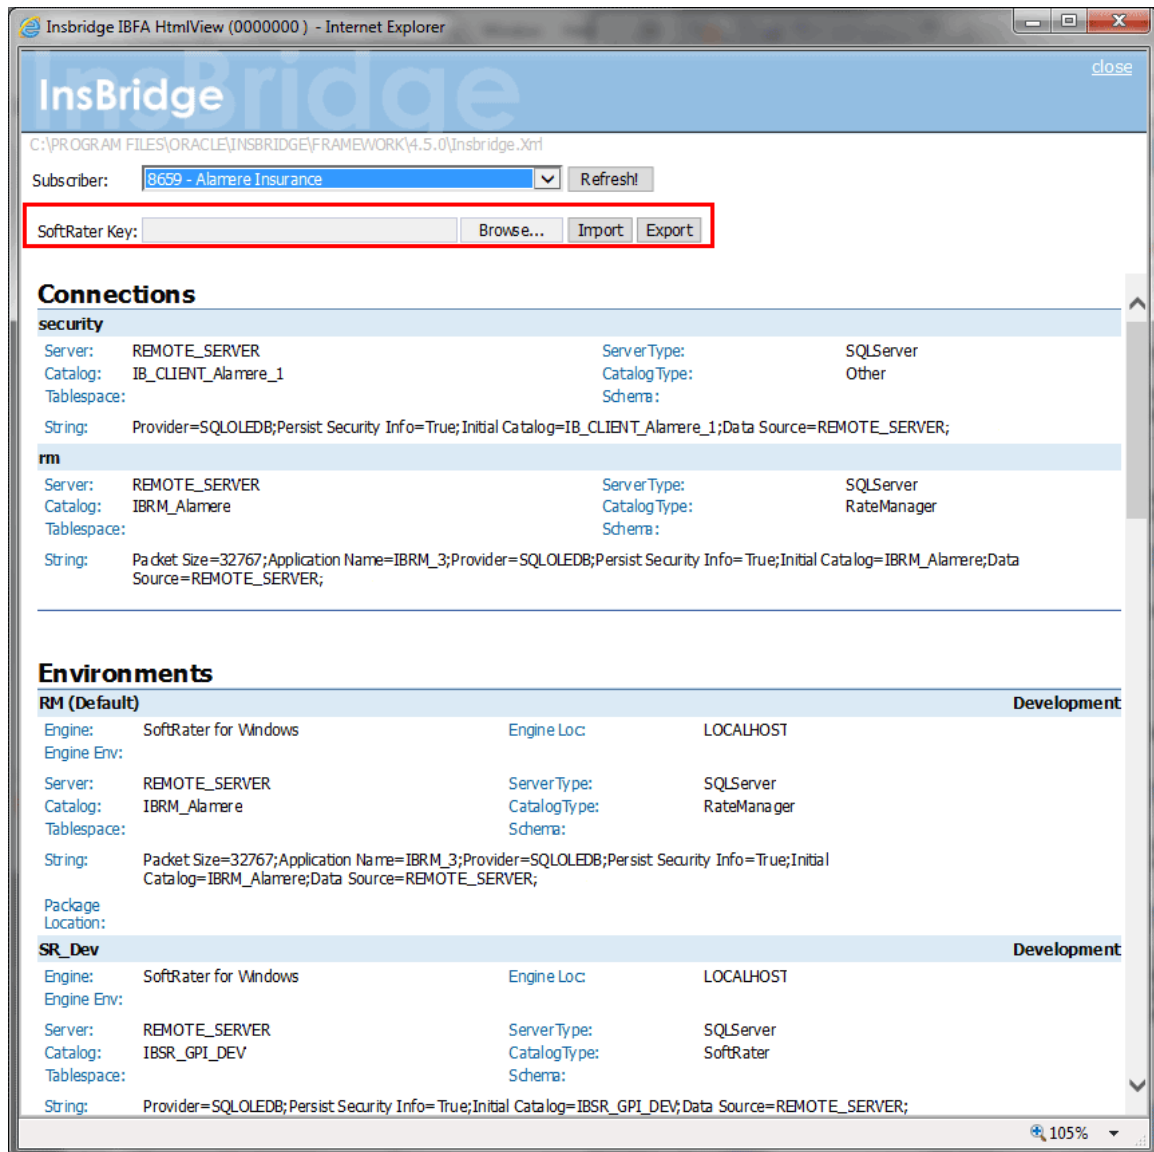 Insbridge IBFA HtmlView (0000000 ) - Internet Explorer
InsBridge
InsBridge
close
C:\PROGRAM FILES\ORACLE\INSBRIDGE\FRAMEWORK\4.5.0\Insbridge.Xml
Subscriber: 8659 - Alamere Insurance Refresh!
SoftRater Key: Browse... Import Export
Connections
security
Server: REMOTE_SERVER ServerType: SQLServer
Catalog: IB_CLIENT_Alamere_1 CatalogType: Other
Tablespace: Schema:
String: Provider=SQLOLEDB;Persist Security Info=True;Initial Catalog=IB_CLIENT_Alamere_1;Data Source=REMOTE_SERVER;
rm
Server: REMOTE_SERVER ServerType: SQLServer
Catalog: IBRM_Alamere CatalogType: RateManager
Tablespace: Schema:
String: Packet Size=32767;Application Name=IBRM_3;Provider=SQLOLEDB;Persist Security Info=True;Initial Catalog=IBRM_Alamere;Data
Source=REMOTE_SERVER;
Environments
RM (Default) Development
Engine: SoftRater for Windows Engine Loc: LOCALHOST
Engine Env:
Server: REMOTE_SERVER ServerType: SQLServer
Catalog: IBRM_Alamere CatalogType: RateManager
Tablespace: Schema:
String: Packet Size=32767;Application Name=IBRM_3;Provider=SQLOLEDB;Persist Security Info=True;Initial
Catalog=IBRM_Alamere;Data Source=REMOTE_SERVER;
Package
Location:
SR_Dev Development
Engine: SoftRater for Windows Engine Loc: LOCALHOST
Engine Env:
Server: REMOTE_SERVER ServerType: SQLServer
Catalog: IBSR_GPI_DEV CatalogType: SoftRater
Tablespace: Schema:
String: Provider=SQLOLEDB;Persist Security Info=True;Initial Catalog=IBSR_GPI_DEV;Data Source=REMOTE_SERVER;
105%